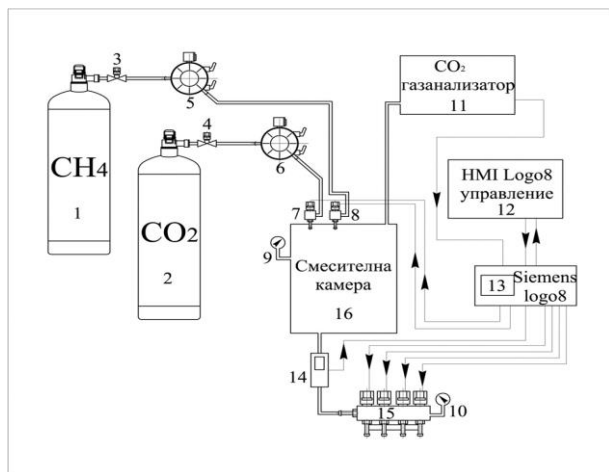 3
CH4
1
5
4
CO2
2
6
CO2
газанализатор
11
HMI Logo8
управление
12
7
8
9
Смесителна
камера
16
13
Siemens
logo8
14
15
10